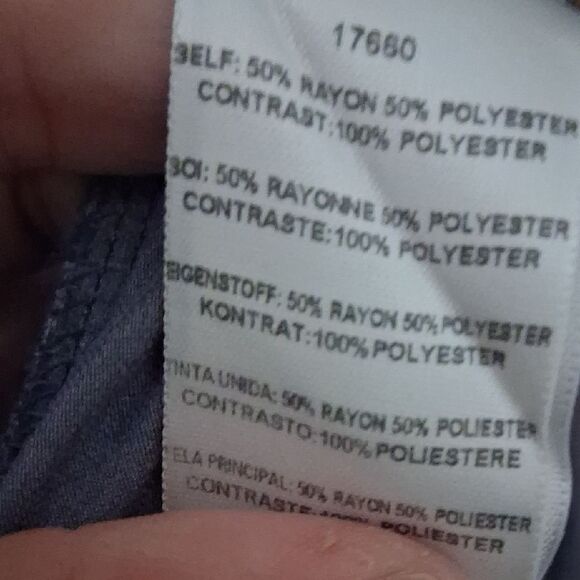 17660
SELF: 50% RAYON 50% POLYESTER
CONTRAST:100% POLYESTER
SOI: 50% RAYONNE 50% POLYESTER
CONTRASTE:100% POLYESTER
EIGENSTOFF: 50% RAYON 50% POLYESTER
KONTRAT:100% POLYESTER
TINTA UNIDA: 50% RAYON 50% POLIESTER
CONTRASTO:100% POLIESTERE
TELA PRINCIPAL: 50% RAYON 50% POLIESTER
CONTRASTE:100% POLIESTER